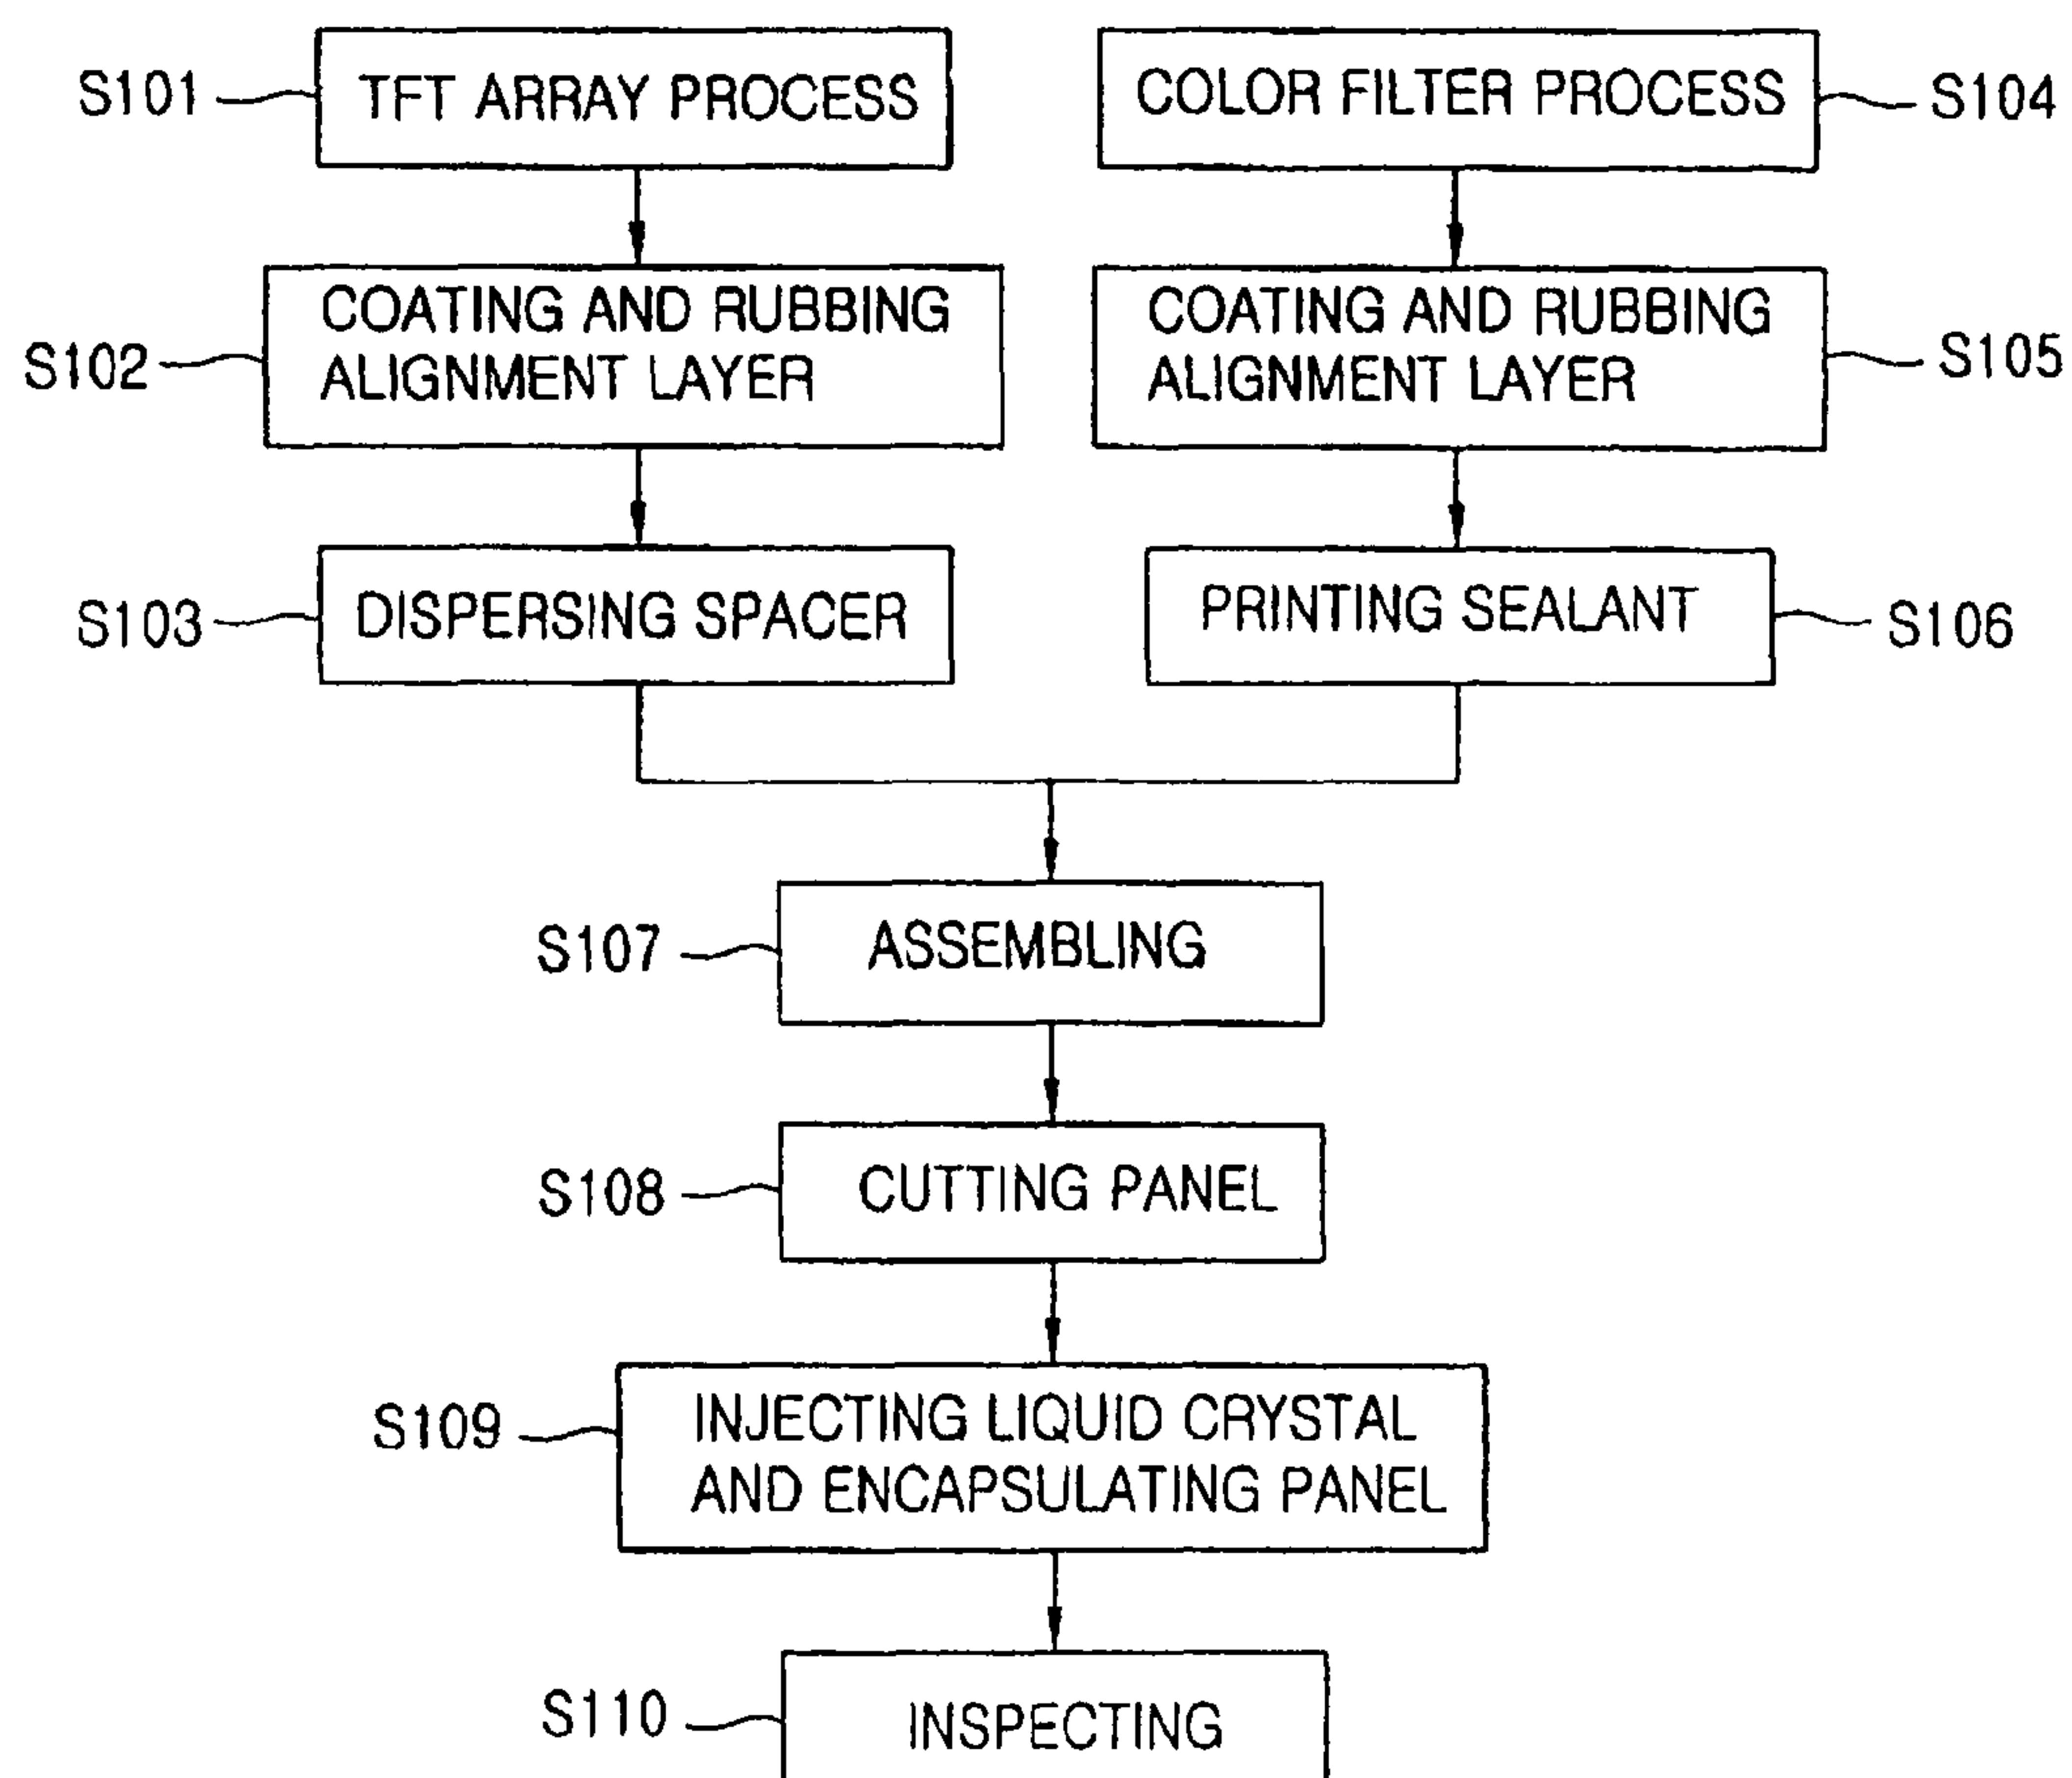 S101
TFT ARRAY PROCESS
COLOR FILTER PROCESS
S104
S102
COATING AND RUBBING
ALIGNMENT LAYER
COATING AND RUBBING
ALIGNMENT LAYER
S105
S103
DISPERSING SPACER
PRINTING SEALANT
S106
S107
ASSEMBLING
S108
CUTTING PANEL
S109
INJECTING LIQUID CRYSTAL
AND ENCAPSULATING PANEL
S110
INSPECTING